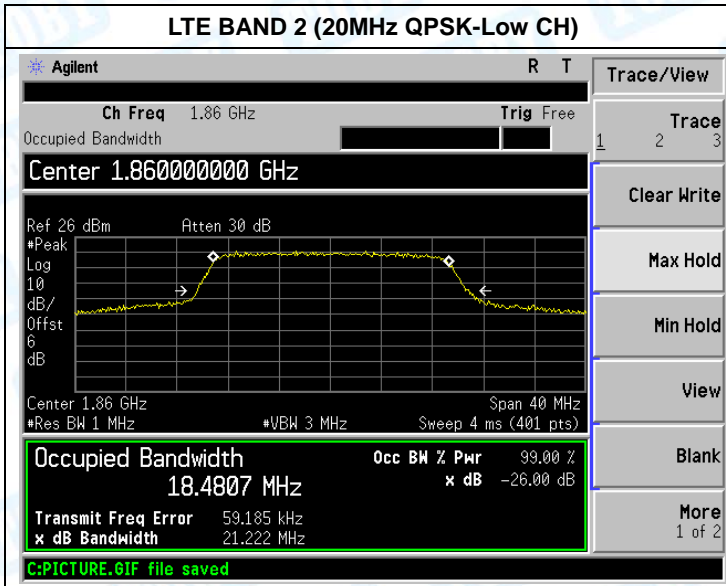 LTE BAND 2 (20MHz QPSK-Low CH)
Agilent R T
Ch Freq 1.86 GHz Trig Free
Occupied Bandwidth
Center 1.860000000 GHz
Ref 26 dBm Atten 30 dB
#Peak
Log
10
dB/
Offst
6
dB
Center 1.86 GHz Span 40 MHz
#Res BW 1 MHz #VBW 3 MHz Sweep 4 ms (401 pts)
Occupied Bandwidth Occ BW % Pwr 99.00 %
18.4807 MHz x dB -26.00 dB
Transmit Freq Error 59.185 kHz
x dB Bandwidth 21.222 MHz
C:PICTURE.GIF file saved
Trace/View
Trace
1 2 3
Clear Write
Max Hold
Min Hold
View
Blank
More
1 of 2